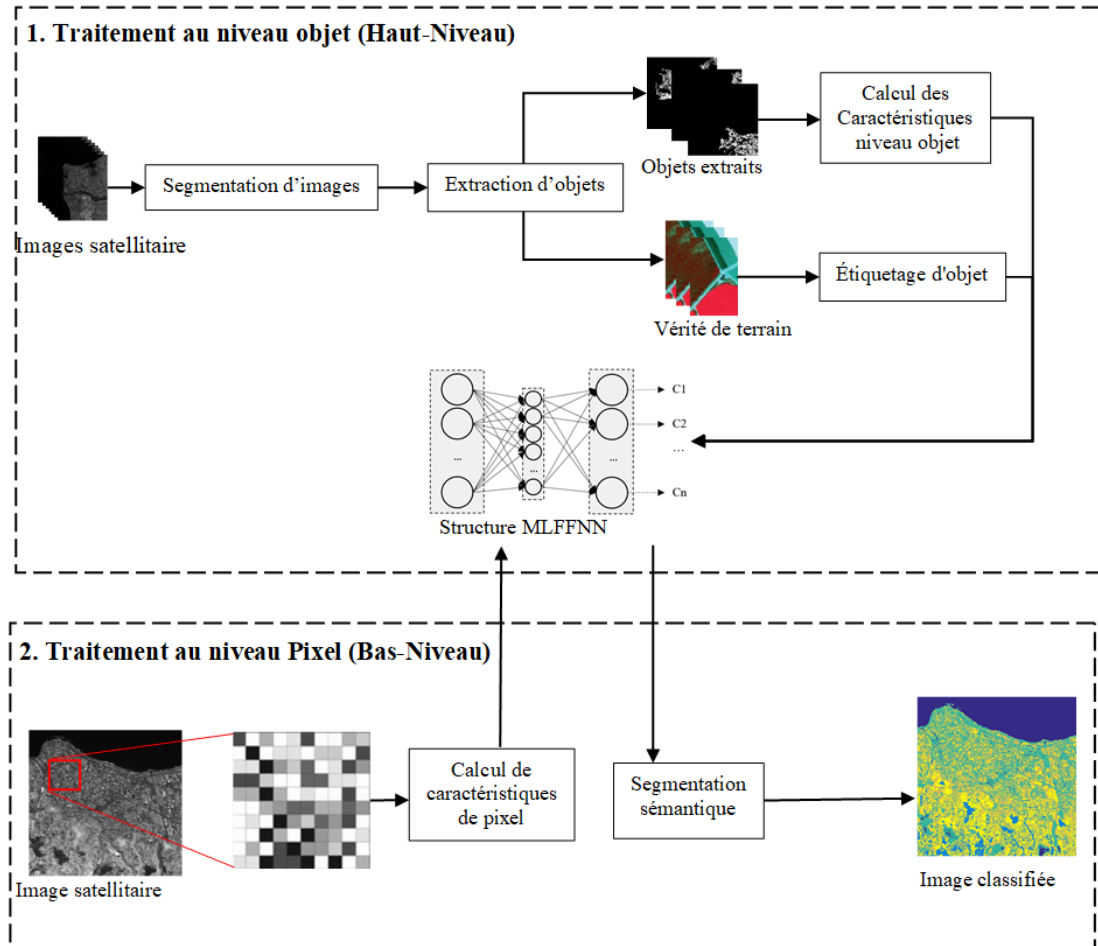 1. Traitement au niveau objet (Haut-Niveau)
Images satellitaire
Segmentation d'images
Extraction d'objets
Objets extraits
Calcul des
Caractéristiques
niveau objet
Vérité de terrain
Étiquetage d'objet
...
...
...
C1
C2
...
Cn
Structure MLFFNN
2. Traitement au niveau Pixel (Bas-Niveau)
Image satellitaire
Calcul de
caractéristiques
de pixel
Segmentation
sémantique
Image classifiée